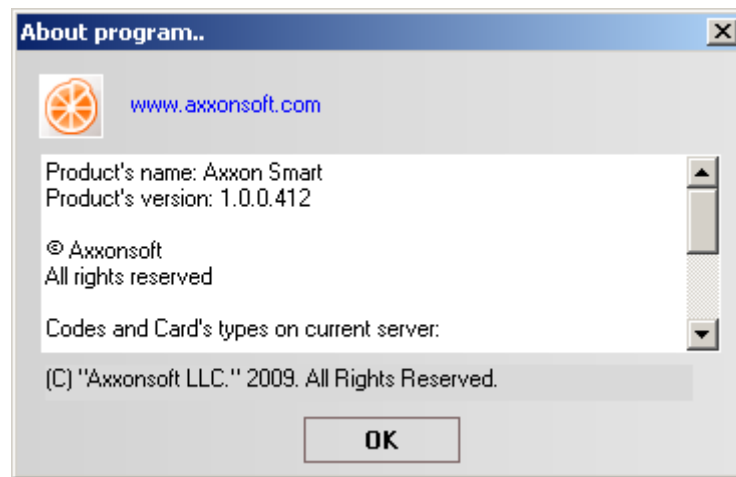 About program..
www.axxonsoft.com
Product's name: Axxon Smart
Product's version: 1.0.0.412
© Axxonsoft
All rights reserved
Codes and Card's types on current server:
(C) "Axxonsoft LLC." 2009. All Rights Reserved.
OK